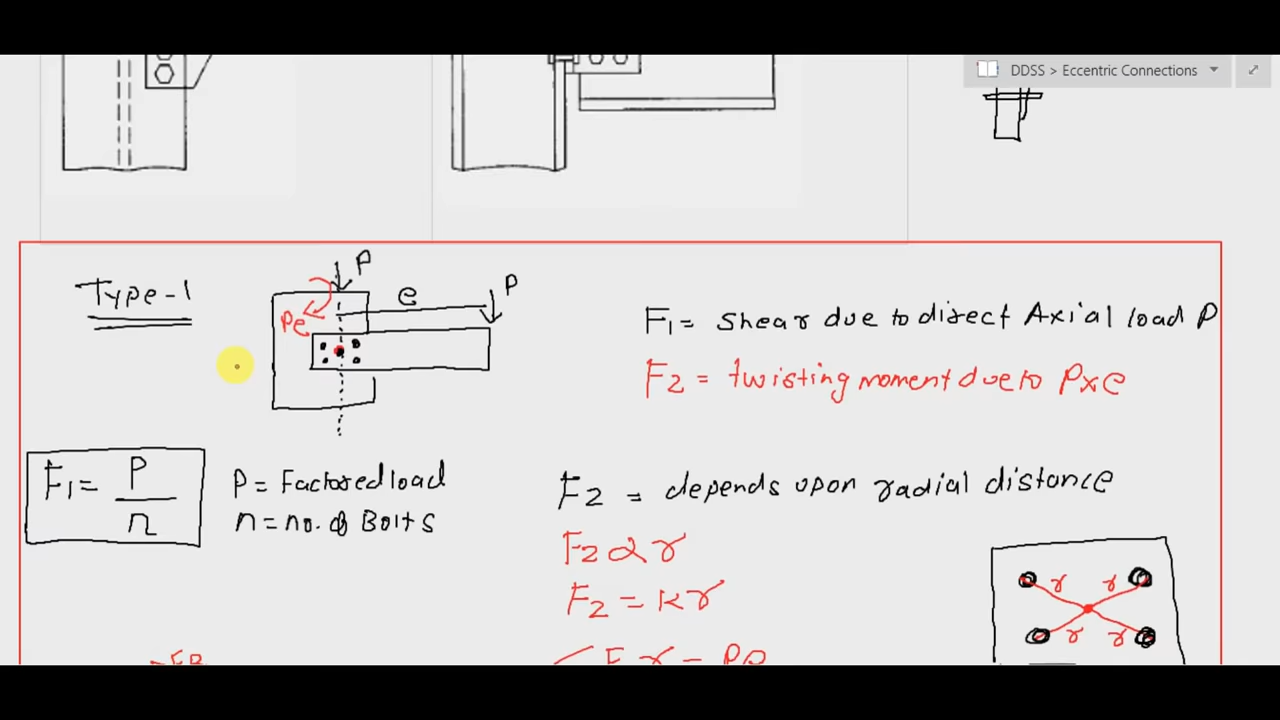 DDSS > Eccentric Connections
Type-1
P
e
P
Pe
F1 = Shear due to direct Axial load P
F2 = twisting moment due to P×e
F1 = P/n
P = Factored load
n = no. of Bolts
F2 = depends upon radial distance
F2 α r
F2 = kr
r r
r r